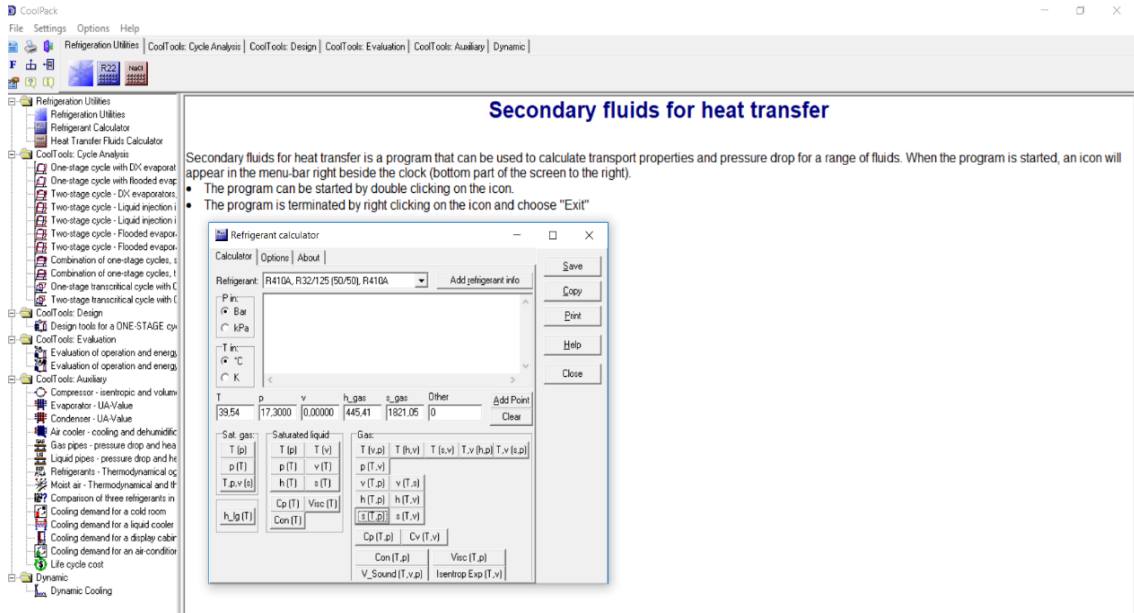 CoolPack
File Settings Options Help
Refrigeration Utilities CoolTools: Cycle Analysis CoolTools: Design CoolTools: Evaluation CoolTools: Auxiliary Dynamic
F
R22 NaCl
Refrigeration Utilities
Refrigeration Utilities
Refrigerant Calculator
Heat Transfer Fluids Calculator
CoolTools: Cycle Analysis
One-stage cycle with DX evaporat
One-stage cycle with flooded evap
Two-stage cycle - DX evaporators,
Two-stage cycle - Liquid injection i
Two-stage cycle - Liquid injection i
Two-stage cycle - Flooded evapor.
Two-stage cycle - Flooded evapor.
Combination of one-stage cycles, s
Combination of one-stage cycles, t
One-stage transcritical cycle with C
Two-stage transcritical cycle with C
CoolTools: Design
Design tools for a ONE-STAGE cy
CoolTools: Evaluation
Evaluation of operation and energy
Evaluation of operation and energy
CoolTools: Auxiliary
Compressor - isentropic and volum
Evaporator - UA-Value
Condenser - UA-Value
Air cooler - cooling and dehumidific
Gas pipes - pressure drop and hea
Liquid pipes - pressure drop and he
Refrigerants - Thermodynamical og
Moist air - Thermodynamical and th
Comparison of three refrigerants in
Cooling demand for a cold room
Cooling demand for a liquid cooler
Cooling demand for a display cabin
Cooling demand for an air-condition
Life cycle cost
Dynamic
Dynamic Cooling
Secondary fluids for heat transfer
Secondary fluids for heat transfer is a program that can be used to calculate transport properties and pressure drop for a range of fluids. When the program is started, an icon will
appear in the menu-bar right beside the clock (bottom part of the screen to the right).
• The program can be started by double clicking on the icon.
• The program is terminated by right clicking on the icon and choose "Exit"
Refrigerant calculator
Calculator Options About
Refrigerant: R410A, R32/125 (50/50), R410A Add refrigerant info
P in:
Bar
kPa
T in:
°C
K
Save
Copy
Print
Help
Close
T p v h_gas s_gas Other Add Point
39,54 17,3000 0,00000 445,41 1821,05 0 Clear
Sat. gas: Saturated liquid Gas:
T (p) T (p) T (v) T (v,p) T (h,v) T (s,v) T,v (h,p) T,v (s,p)
p (T) p (T) v (T) p (T,v)
T,p,v (s) h (T) s (T) v (T,p) v (T,s)
Cp (T) Visc (T) h (T,p) h (T,v)
h_lg (T) Con (T) s (T,p) s (T,v)
Cp (T,p) Cv (T,v)
Con (T,p) Visc (T,p)
V_Sound (T,v,p) Isentrop Exp (T,v)